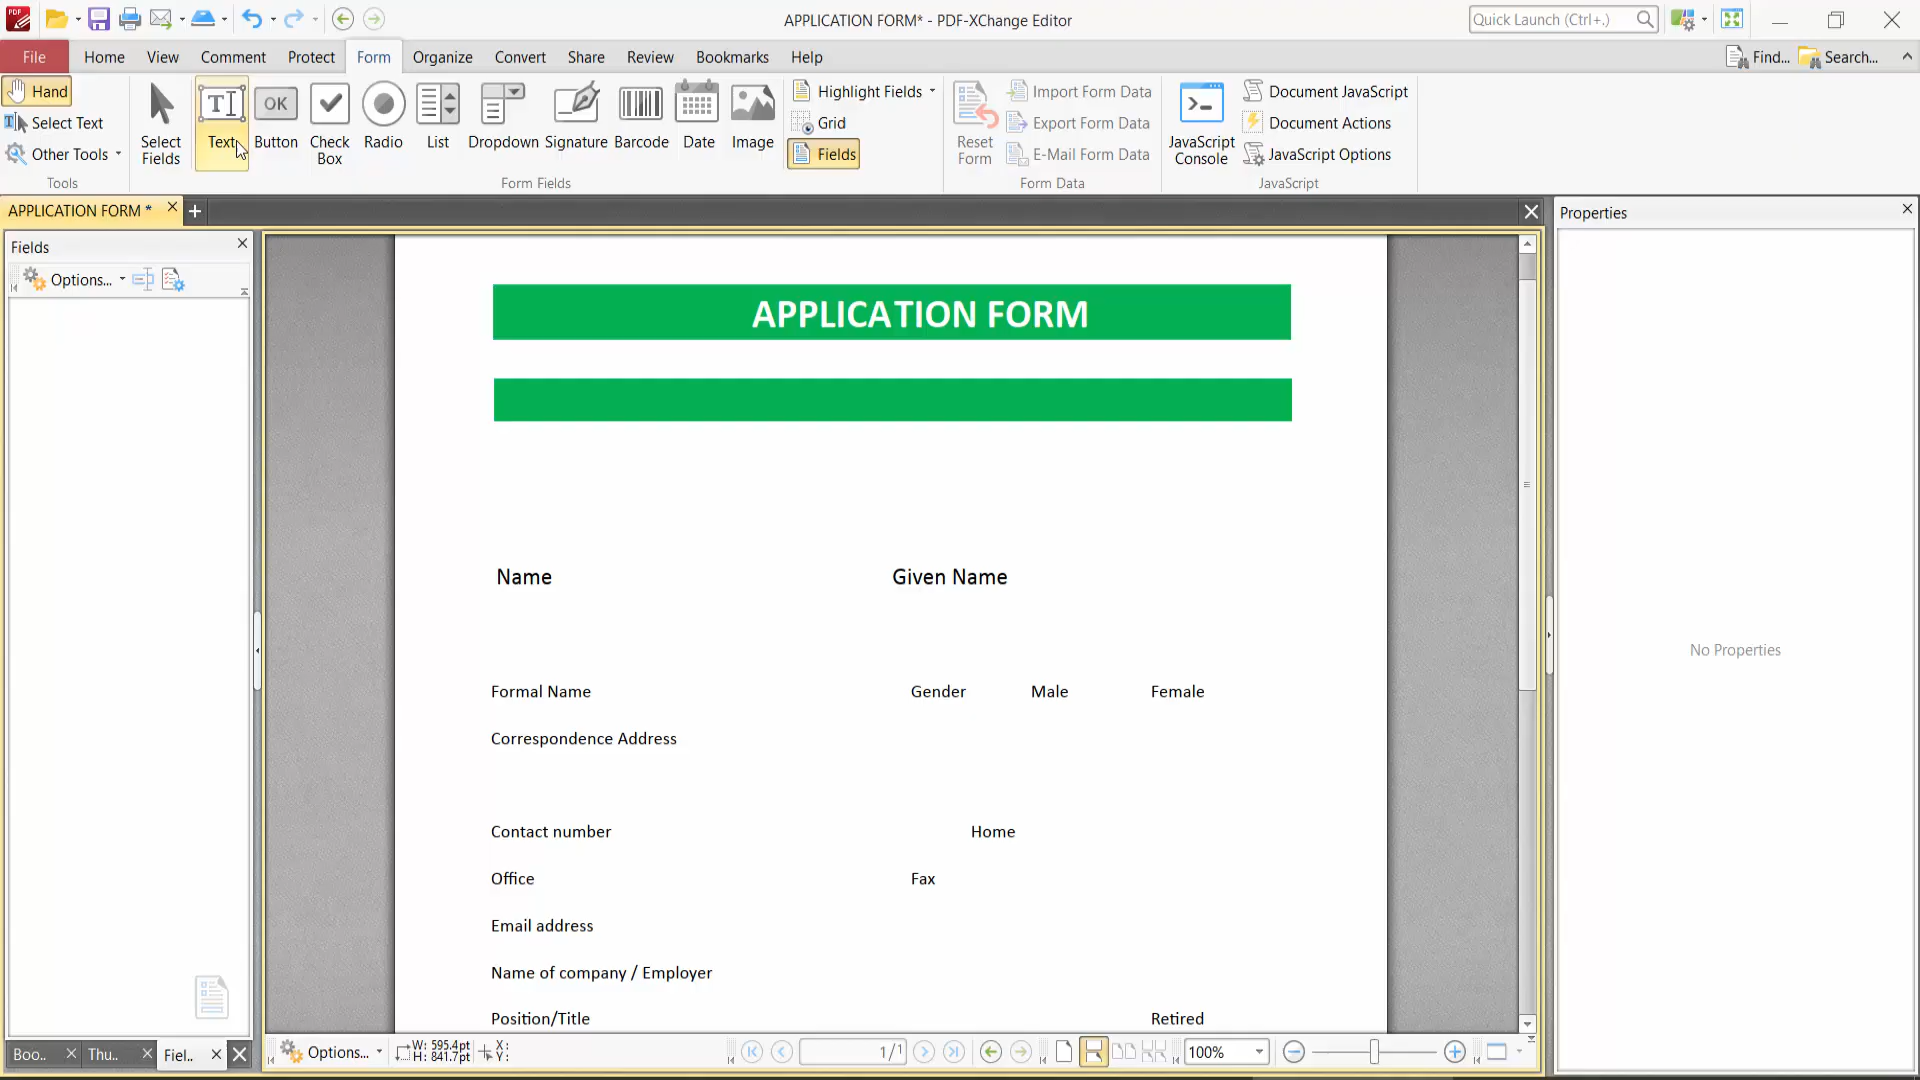 PDF
APPLICATION FORM* - PDF-XChange Editor
Quick Launch (Ctrl+.)
File
Home
View
Comment
Protect
Form
Organize
Convert
Share
Review
Bookmarks
Help
Find...
Search...
Hand
Select Text
Other Tools
Tools
Select
Fields
Text
OK
Button
Check
Box
Radio
List
Dropdown
Signature
Barcode
Date
Image
Form Fields
Highlight Fields
Grid
Fields
Reset
Form
Import Form Data
Export Form Data
E-Mail Form Data
Form Data
JavaScript
Console
Document JavaScript
Document Actions
JavaScript Options
JavaScript
APPLICATION FORM *
Properties
Fields
Options...
APPLICATION FORM
Name
Given Name
Formal Name
Gender
Male
Female
Correspondence Address
Contact number
Home
Office
Fax
Email address
Name of company / Employer
Position/Title
Retired
No Properties
Boo..
Thu..
Fiel..
Options...
W: 595.4pt
H: 841.7pt
X:
Y:
1/1
100%